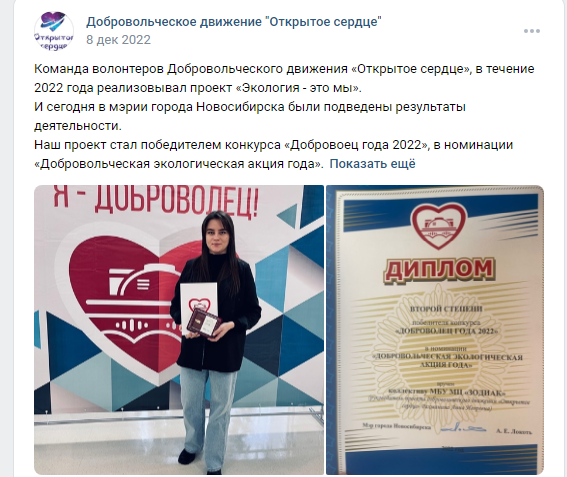 Открытое
сердце
Добровольческое движение "Открытое сердце"
8 дек 2022
Команда волонтеров Добровольческого движения «Открытое сердце», в течение
2022 года реализовывал проект «Экология - это мы».
И сегодня в мэрии города Новосибирска были подведены результаты
деятельности.
Наш проект стал победителем конкурса «Добровоец года 2022», в номинации
«Добровольческая экологическая акция года». Показать ещё
Я - ДОБРОВОЛЕЦ!
ДИПЛОМ
ВТОРОЙ СТЕПЕНИ
победителя конкурса
«ДОБРОВОЛЕЦ ГОДА 2022»
в номинации
«ДОБРОВОЛЬЧЕСКАЯ ЭКОЛОГИЧЕСКАЯ
АКЦИЯ ГОДА»
вручен
коллективу МБУ МЦ «ЗОДИАК»
Мэр города Новосибирска А. Е. Локоть